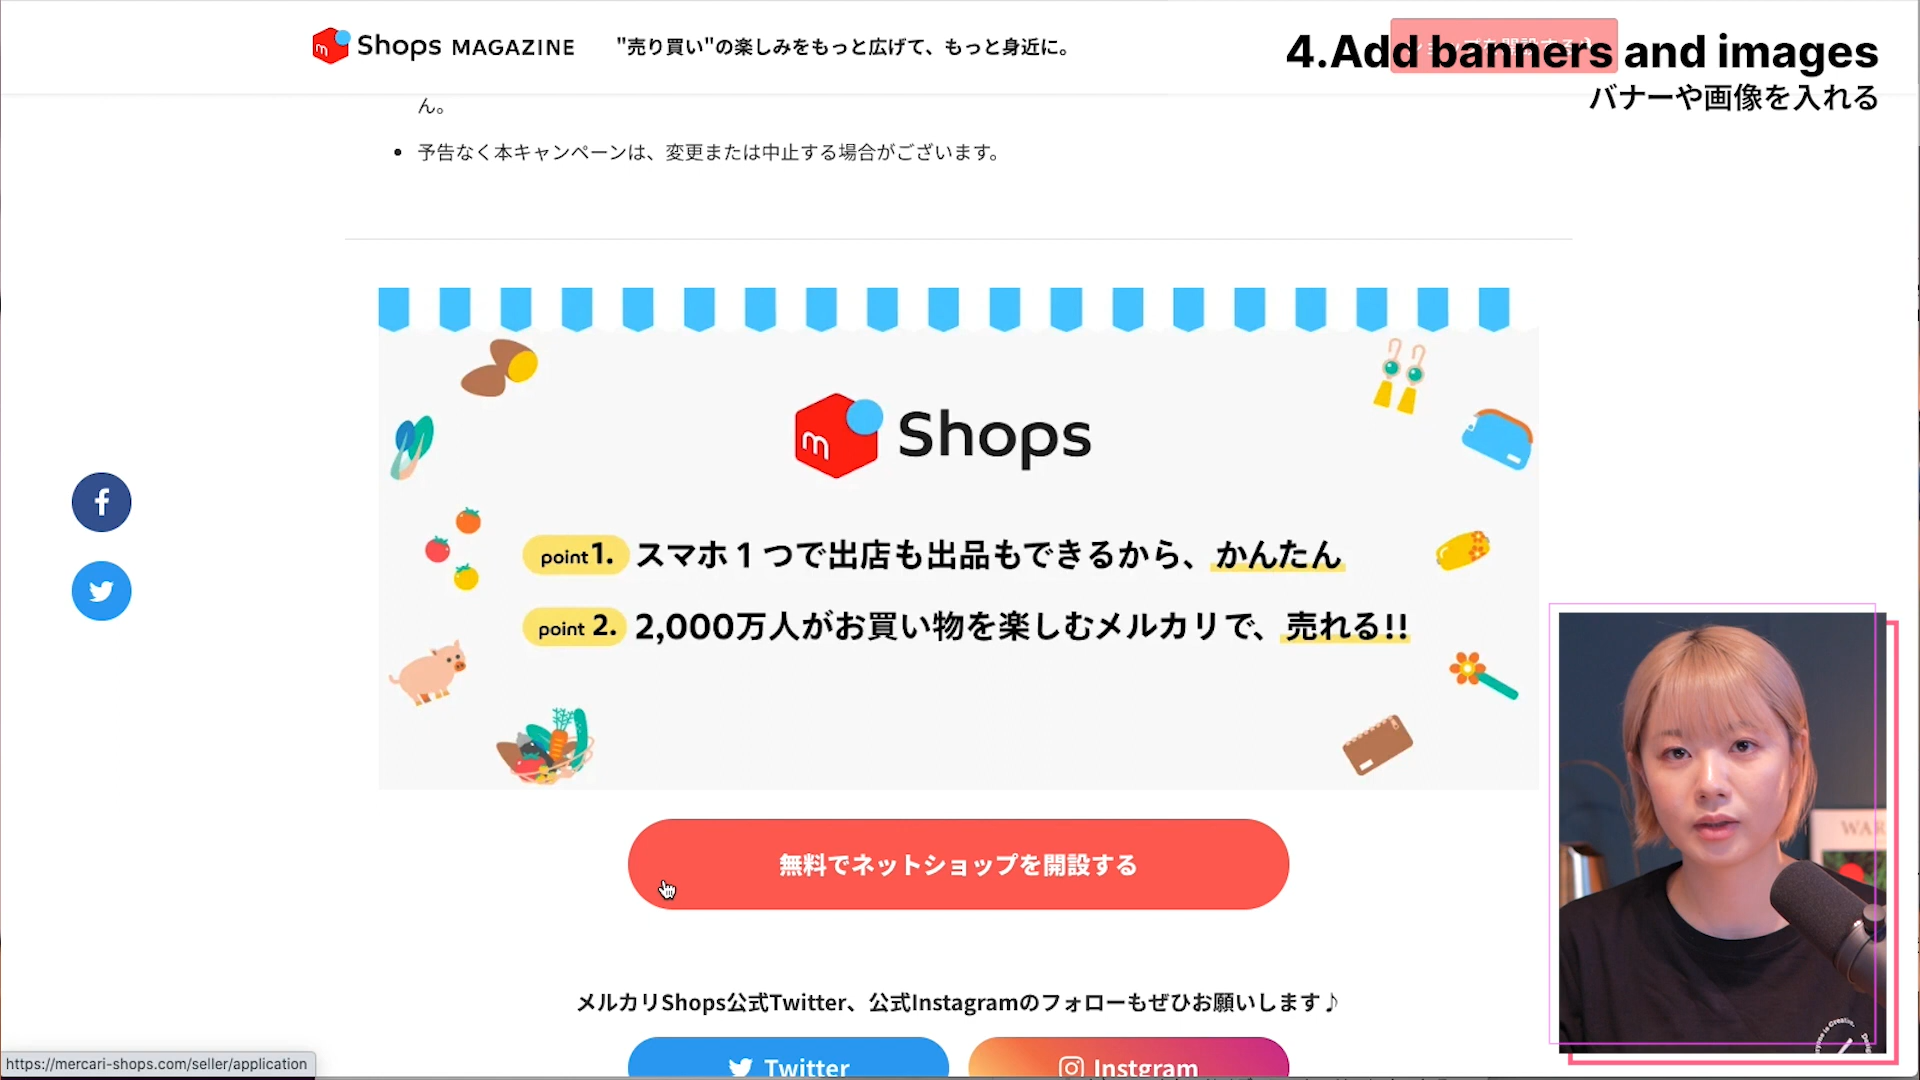 m Shops MAGAZINE
"売り買い"の楽しみをもっと広げて、もっと身近に。
4.Add banners and images
バナーや画像を入れる
ん。
予告なく本キャンペーンは、変更または中止する場合がございます。
m Shops
point 1. スマホ１つで出店も出品もできるから、かんたん
point 2. 2,000万人がお買い物を楽しむメルカリで、売れる!!
無料でネットショップを開設する
WAR
メルカリShops公式Twitter、公式Instagramのフォローもぜひお願いします♪
Twitter
Instgram
https://mercari-shops.com/seller/application